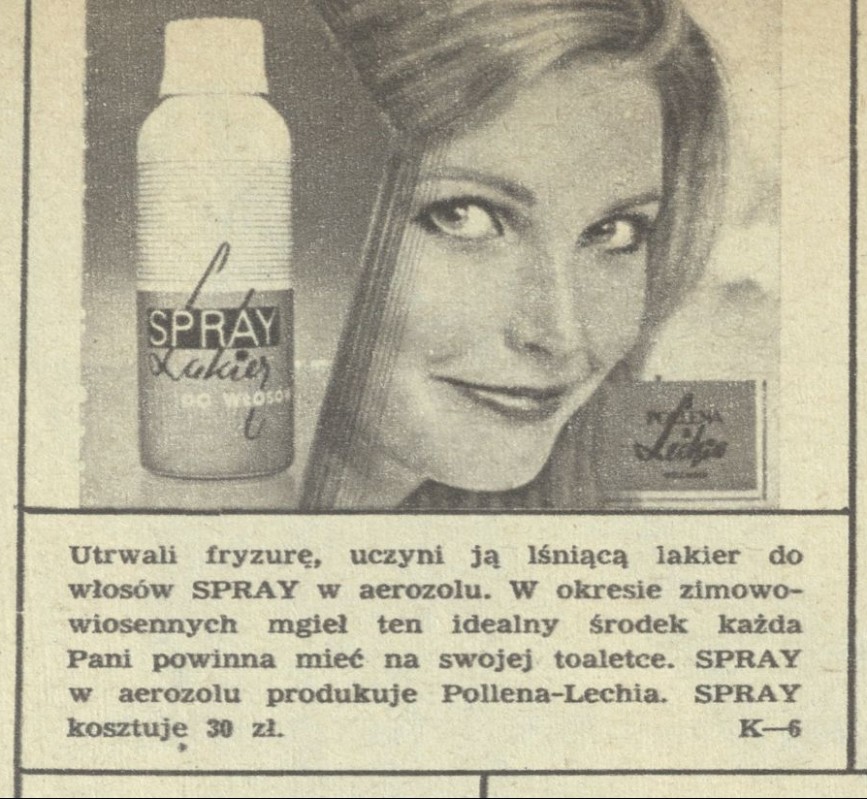 SPRAY
Lakier
DO WŁOSÓW
POLLENA
Lechia
Utrwali fryzurę, uczyni ją lśniącą lakier do
włosów SPRAY w aerozolu. W okresie zimowo-
wiosennych mgieł ten idealny środek każda
Pani powinna mieć na swojej toaletce. SPRAY
w aerozolu produkuje Pollena-Lechia. SPRAY
kosztuje 30 zł. K—6